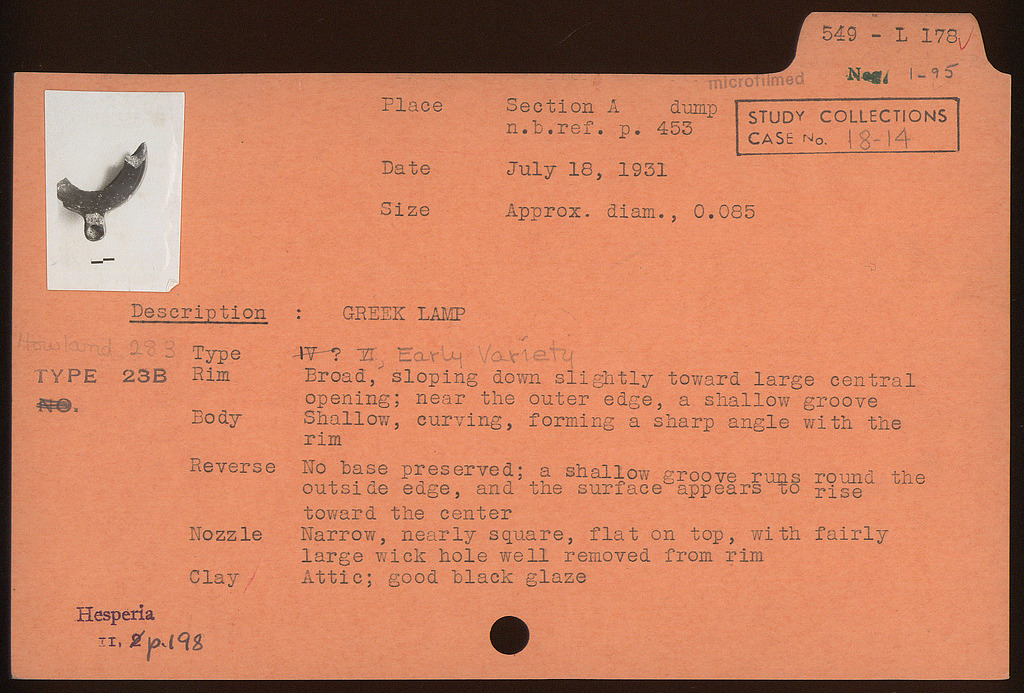 549 - L 178
microfilmed
Neg. 1-95
Place Section A dump
n.b.ref. p. 453
STUDY COLLECTIONS
CASE No. 18-14
Date July 18, 1931
Size Approx. diam., 0.085
Description : GREEK LAMP
Howland 283
Type IV ? VI, Early Variety
TYPE 23B
NO.
Rim Broad, sloping down slightly toward large central
opening; near the outer edge, a shallow groove
Body Shallow, curving, forming a sharp angle with the
rim
Reverse No base preserved; a shallow groove runs round the
outside edge, and the surface appears to rise
toward the center
Nozzle Narrow, nearly square, flat on top, with fairly
large wick hole well removed from rim
Clay Attic; good black glaze
Hesperia
II, p.198